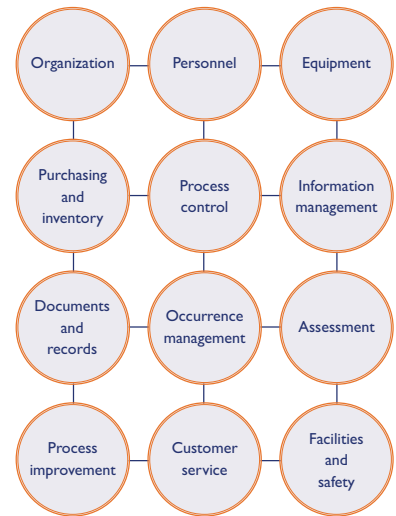 Organization
Personnel
Equipment
Purchasing
and
inventory
Process
control
Information
management
Documents
and
records
Occurrence
management
Assessment
Process
improvement
Customer
service
Facilities
and
safety